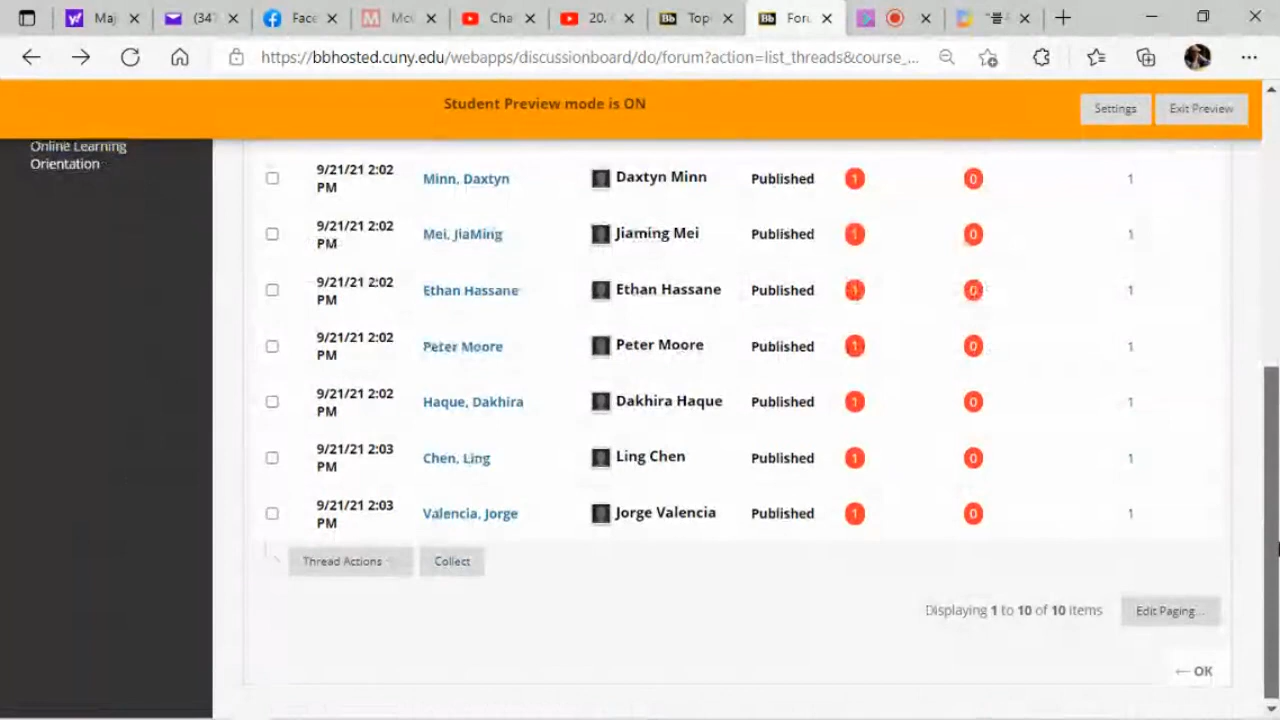 Maj
(34
Face
Mcc
Cha
20.
Bb Top
Bb For
https://bbhosted.cuny.edu/webapps/discussionboard/do/forum?action=list_threads&course_...
Student Preview mode is ON
Settings
Exit Preview
Online Learning
Orientation
9/21/21 2:02 PM Minn, Daxtyn Daxtyn Minn Published 1 0 1
9/21/21 2:02 PM Mei, JiaMing Jiaming Mei Published 1 0 1
9/21/21 2:02 PM Ethan Hassane Ethan Hassane Published 1 0 1
9/21/21 2:02 PM Peter Moore Peter Moore Published 1 0 1
9/21/21 2:02 PM Haque, Dakhira Dakhira Haque Published 1 0 1
9/21/21 2:03 PM Chen, Ling Ling Chen Published 1 0 1
9/21/21 2:03 PM Valencia, Jorge Jorge Valencia Published 1 0 1
Thread Actions
Collect
Displaying 1 to 10 of 10 items
Edit Paging...
← OK